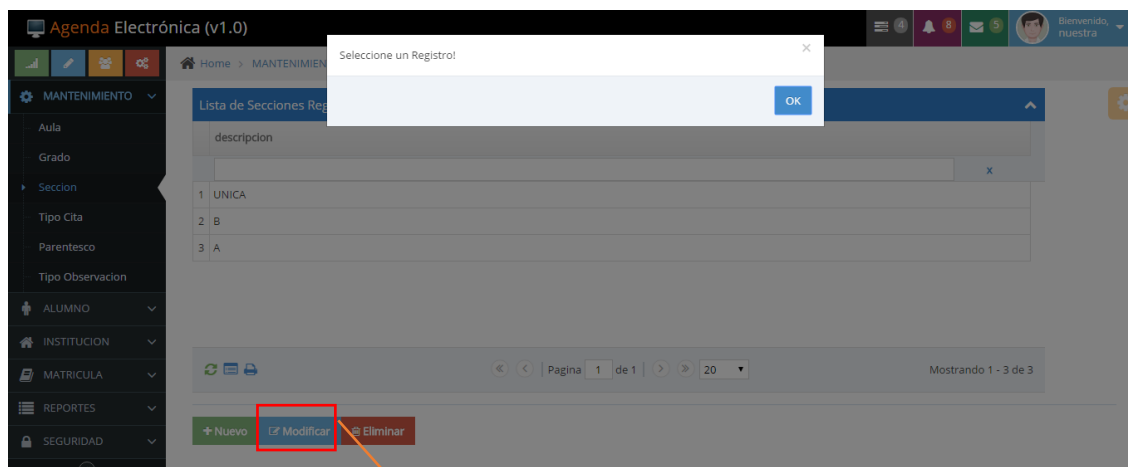 Agenda Electrónica (v1.0)
4
8
5
Bienvenido,
nuestra
Home > MANTENIMIEN
Seleccione un Registro!
×
OK
MANTENIMIENTO
Aula
Grado
Seccion
Tipo Cita
Parentesco
Tipo Observacion
ALUMNO
INSTITUCION
MATRICULA
REPORTES
SEGURIDAD
Lista de Secciones Reg
descripcion
x
1 UNICA
2 B
3 A
Pagina 1 de 1
20
Mostrando 1 - 3 de 3
+Nuevo
Modificar
Eliminar